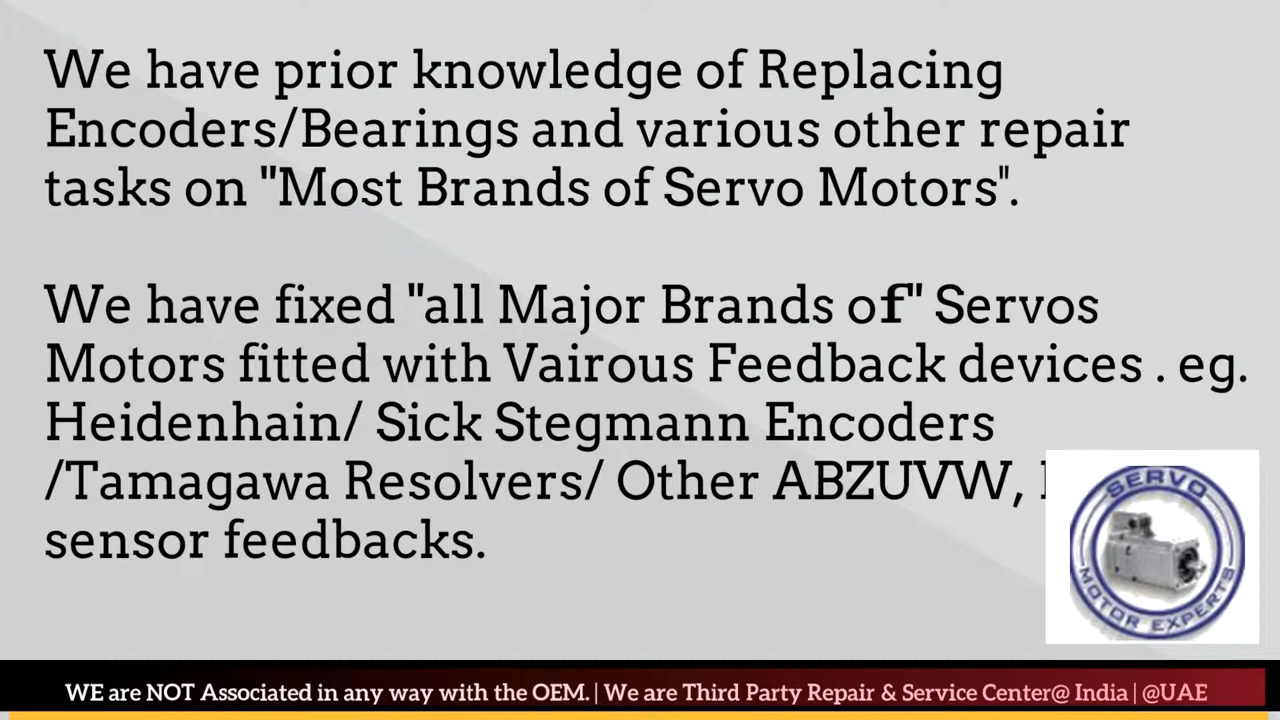 We have prior knowledge of Replacing
Encoders/Bearings and various other repair
tasks on "Most Brands of Servo Motors".
We have fixed "all Major Brands of" Servos
Motors fitted with Vairous Feedback devices . eg.
Heidenhain/ Sick Stegmann Encoders
/Tamagawa Resolvers/ Other ABZUVW,
sensor feedbacks.
SERVO
MOTOR EXPERTS
WE are NOT Associated in any way with the OEM. | We are Third Party Repair & Service Center@ India | @UAE